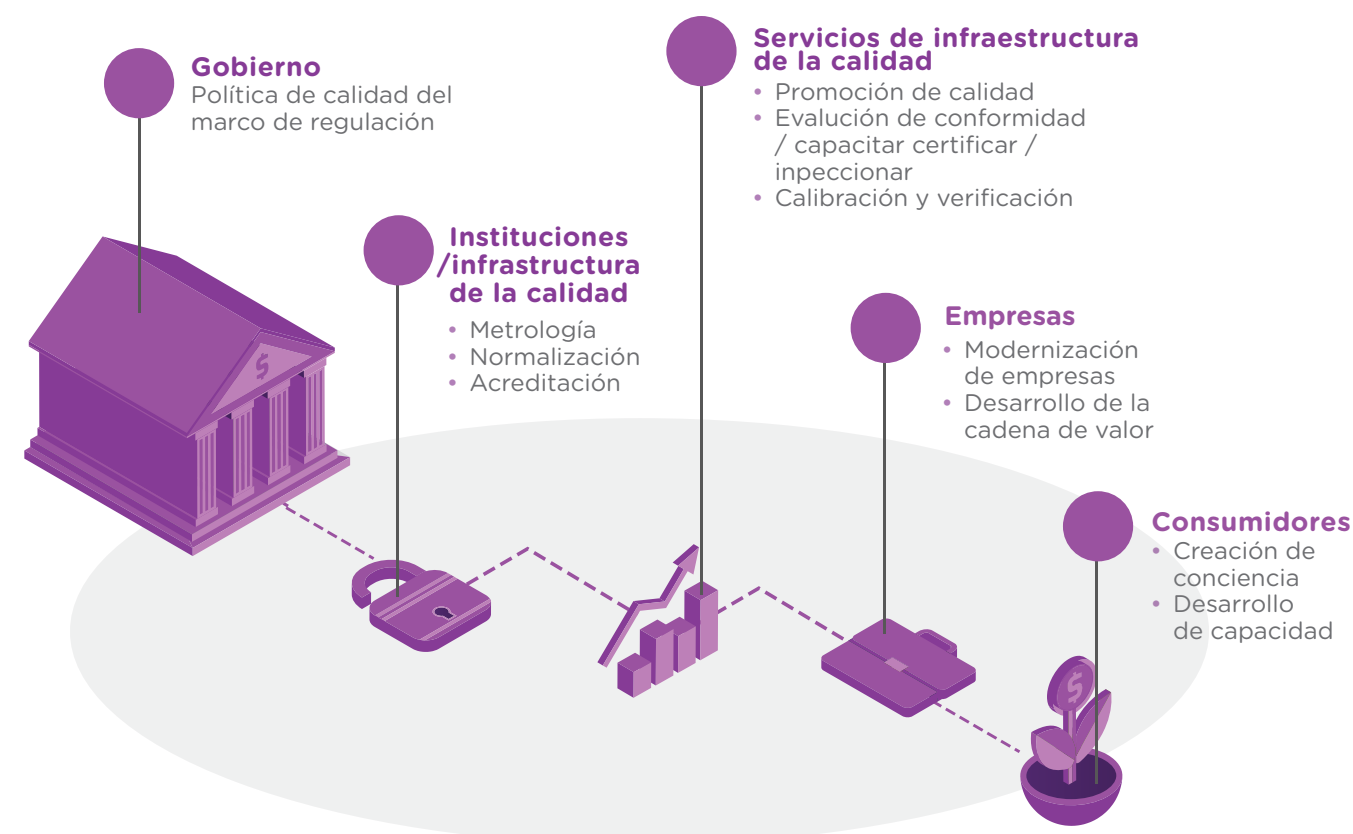 Gobierno
Política de calidad del
marco de regulación
Instituciones
/infrastructura
de la calidad
• Metrología
• Normalización
• Acreditación
Servicios de infraestructura
de la calidad
• Promoción de calidad
• Evalución de conformidad
/ capacitar certificar /
inpeccionar
• Calibración y verificación
Empresas
• Modernización
de empresas
• Desarrollo de la
cadena de valor
Consumidores
• Creación de
conciencia
• Desarrollo
de capacidad
$
$